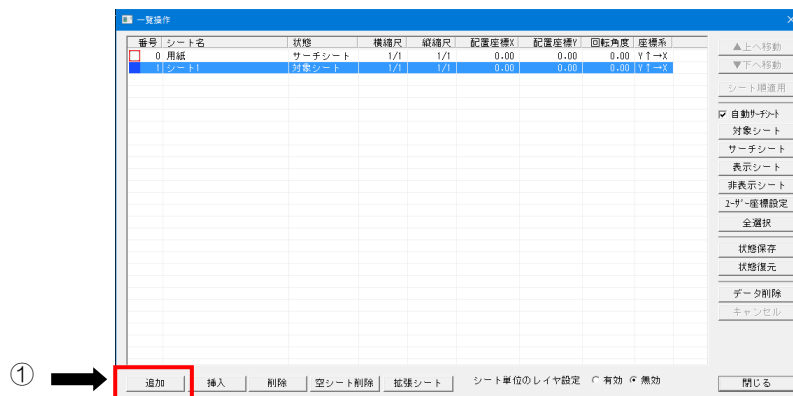 一覧操作
番号 シート名 状態 横縮尺 縦縮尺 配置座標X 配置座標Y 回転角度 座標系
0 用紙 サーチシート 1/1 1/1 0.00 0.00 0.00 Y↑→X
1 シート1 対象シート 1/1 1/1 0.00 0.00 0.00 Y↑→X
▲上へ移動
▼下へ移動
シート順適用
自動サーチシート
対象シート
サーチシート
表示シート
非表示シート
ユーザー座標設定
全選択
状態保存
状態復元
データ削除
キャンセル
① 追加 挿入 削除 空シート削除 拡張シート シート単位のレイヤ設定 有効 無効 閉じる